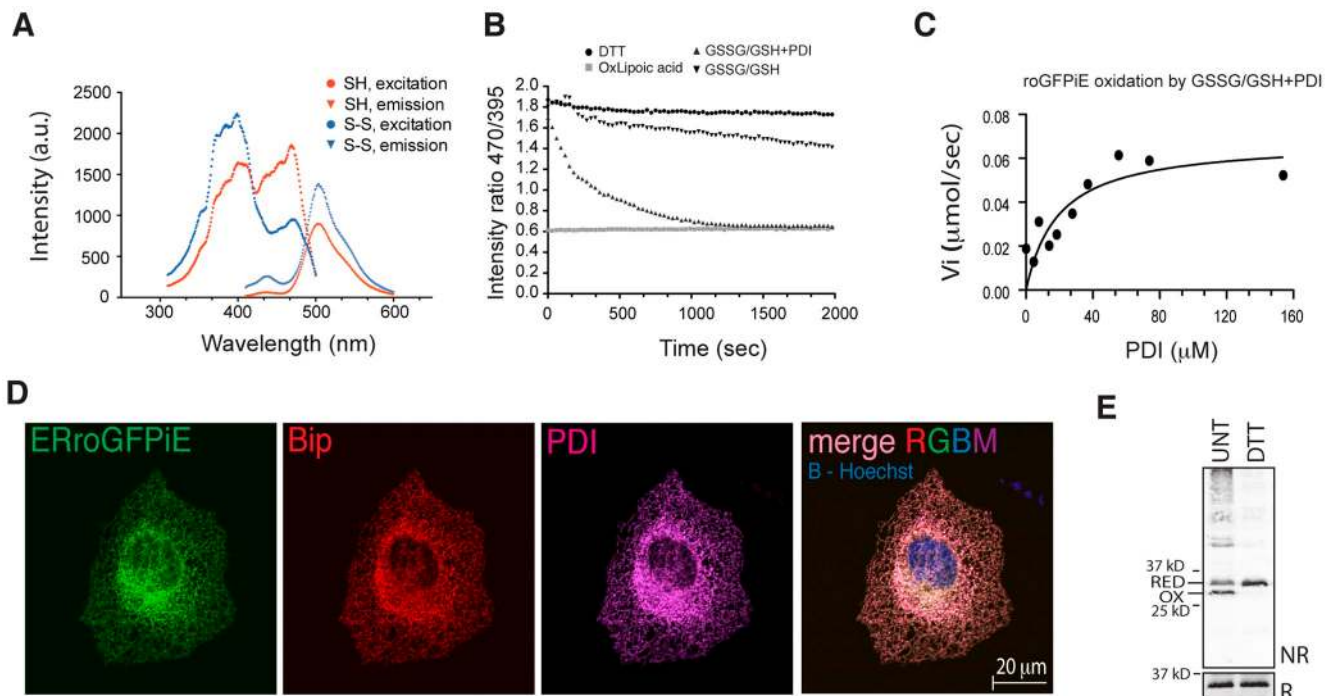 A
SH, excitation
SH, emission
S-S, excitation
S-S, emission
Intensity (a.u.)
2500
2000
1500
1000
500
0
300 400 500 600
Wavelength (nm)
B
DTT
OxLipoic acid
GSSG/GSH+PDI
GSSG/GSH
Intensity ratio 470/395
2.0
1.8
1.6
1.4
1.2
1.0
0.8
0.6
0.4
0.2
0.0
0 500 1000 1500 2000
Time (sec)
C
roGFPiE oxidation by GSSG/GSH+PDI
Vi (μmol/sec)
0.08
0.06
0.04
0.02
0.00
0 40 80 120 160
PDI (μM)
D
ERroGFPiE
Bip
PDI
merge RGBM
B - Hoechst
20 μm
E
UNT DTT
37 kD
RED
OX
25 kD
NR
37 kD
R